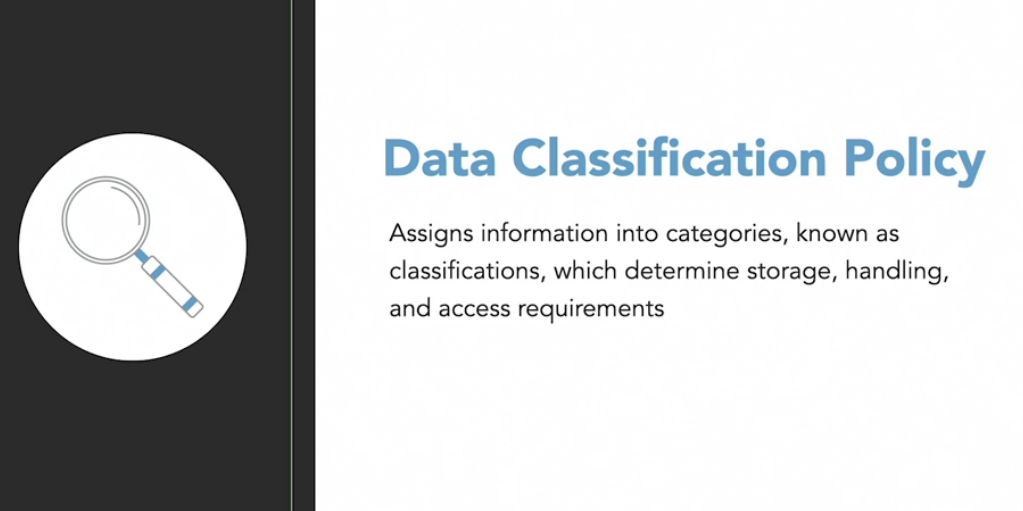 Data Classification Policy
Assigns information into categories, known as
classifications, which determine storage, handling,
and access requirements